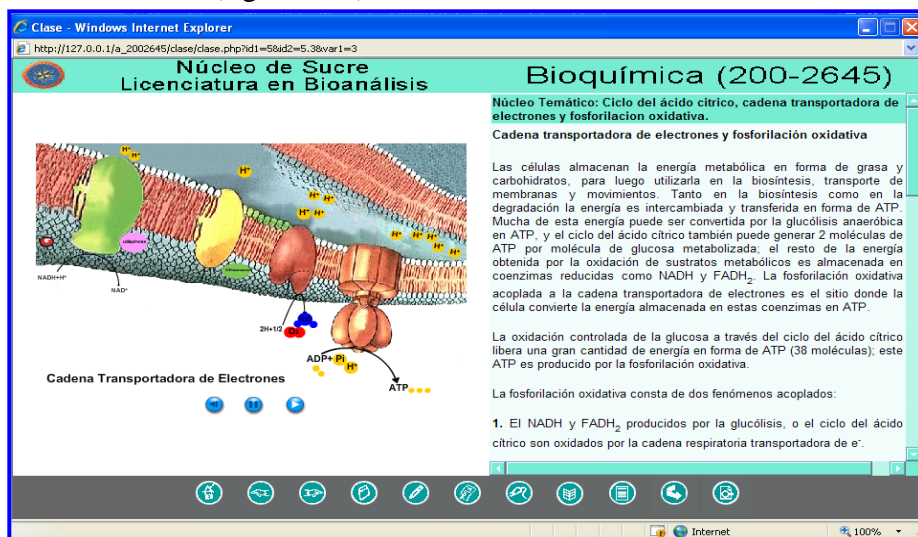 Clase - Windows Internet Explorer
http://127.0.0.1/a_2002645/clase/clase.php?id1=5&id2=5.3&var1=3
Núcleo de Sucre
Licenciatura en Bioanálisis
Bioquímica (200-2645)
Núcleo Temático: Ciclo del ácido citrico, cadena transportadora de
electrones y fosforilacion oxidativa.
Cadena transportadora de electrones y fosforilación oxidativa
Las células almacenan la energía metabólica en forma de grasa y
carbohidratos, para luego utilizarla en la biosíntesis, transporte de
membranas y movimientos. Tanto en la biosíntesis como en la
degradación la energía es intercambiada y transferida en forma de ATP.
Mucha de esta energía puede ser convertida por la glucólisis anaeróbica
en ATP, y el ciclo del ácido cítrico también puede generar 2 moléculas de
ATP por molécula de glucosa metabolizada; el resto de la energía
obtenida por la oxidación de sustratos metabólicos es almacenada en
coenzimas reducidas como NADH y FADH2. La fosforilación oxidativa
acoplada a la cadena transportadora de electrones es el sitio donde la
célula convierte la energía almacenada en estas coenzimas en ATP.
La oxidación controlada de la glucosa a través del ciclo del ácido cítrico
libera una gran cantidad de energía en forma de ATP (38 moléculas); este
ATP es producido por la fosforilación oxidativa.
La fosforilación oxidativa consta de dos fenómenos acoplados:
1. El NADH y FADH2 producidos por la glucólisis, o el ciclo del ácido
cítrico son oxidados por la cadena respiratoria transportadora de e-.
H+
H+
H+
H+
H+
H+
H+ H+
H+
H+
H+
H+
H+
H+
NADH+H+
NAD+
2H+1/2
ADP+ Pi
H+
ATP
Cadena Transportadora de Electrones
Internet
100%